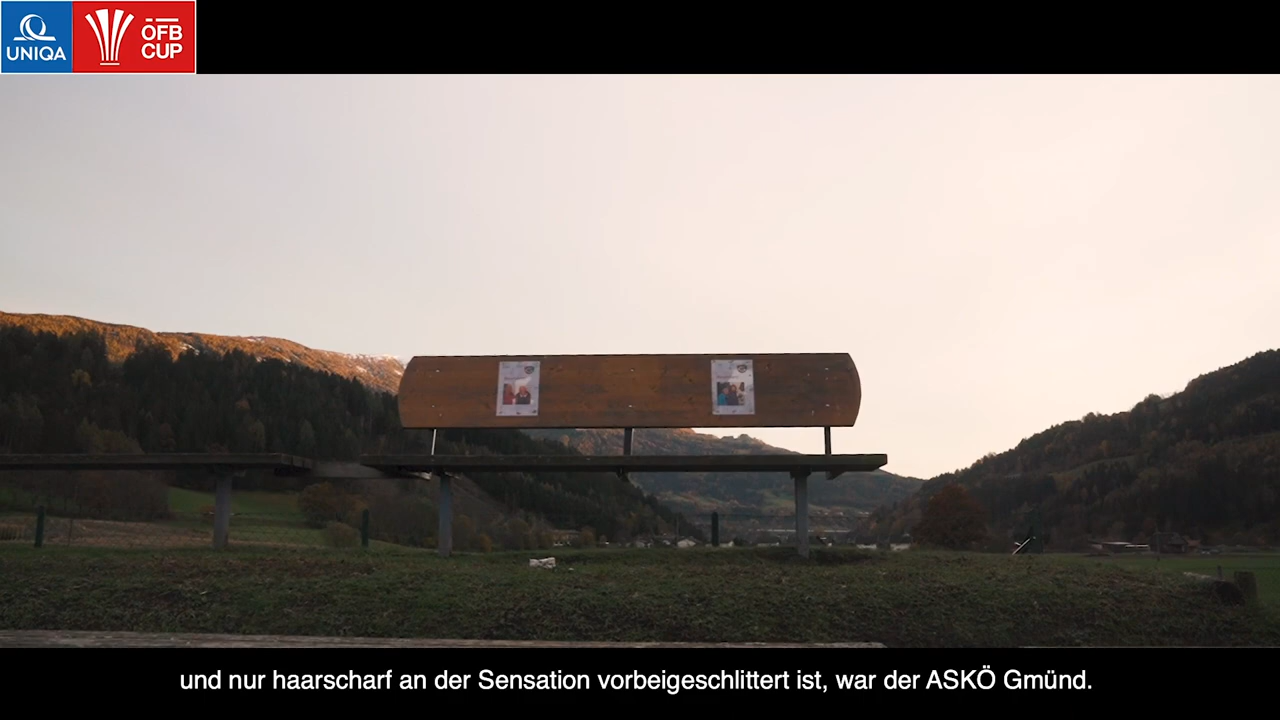 UNIQA
ÖFB
CUP
und nur haarscharf an der Sensation vorbeigeschlittert ist, war der ASKÖ Gmünd.